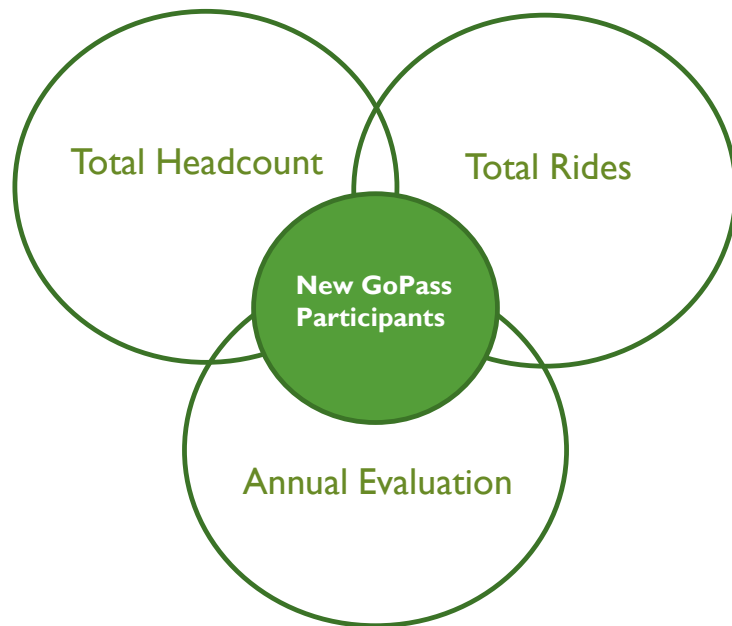 Total Headcount
Total Rides
New GoPass
Participants
Annual Evaluation